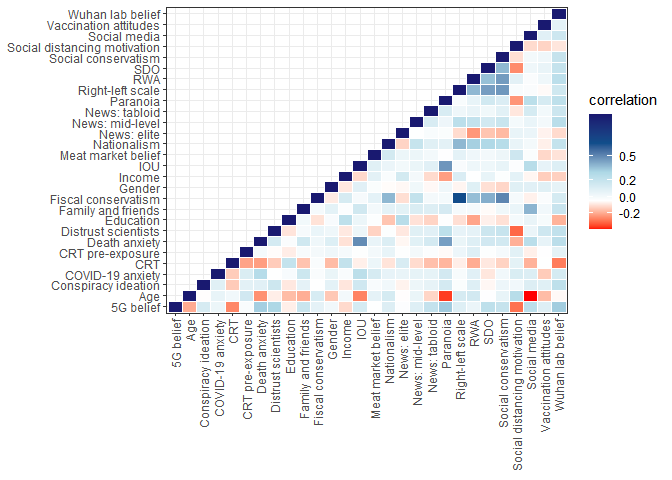 Wuhan lab belief
Vaccination attitudes
Social media
Social distancing motivation
Social conservatism
SDO
RWA
Right-left scale
Paranoia
News: tabloid
News: mid-level
News: elite
Nationalism
Meat market belief
IOU
Income
Gender
Fiscal conservatism
Family and friends
Education
Distrust scientists
Death anxiety
CRT pre-exposure
CRT
COVID-19 anxiety
Conspiracy ideation
Age
5G belief
5G belief
Age
Conspiracy ideation
COVID-19 anxiety
CRT
CRT pre-exposure
Death anxiety
Distrust scientists
Education
Family and friends
Fiscal conservatism
Gender
Income
IOU
Meat market belief
Nationalism
News: elite
News: mid-level
News: tabloid
Paranoia
Right-left scale
RWA
SDO
Social conservatism
Social distancing motivation
Social media
Vaccination attitudes
Wuhan lab belief
correlation
0.5
0.2
0.0
-0.2